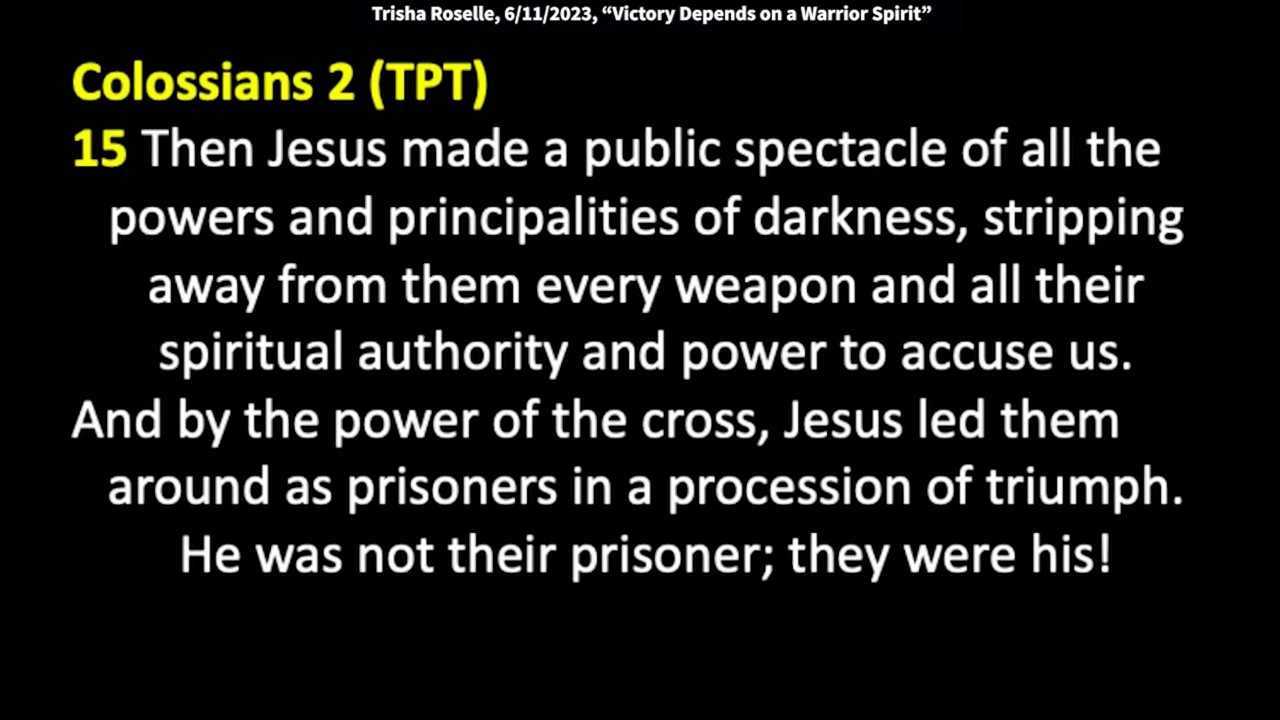 Trisha Roselle, 6/11/2023, “Victory Depends on a Warrior Spirit”
Colossians 2 (TPT)
15 Then Jesus made a public spectacle of all the
powers and principalities of darkness, stripping
away from them every weapon and all their
spiritual authority and power to accuse us.
And by the power of the cross, Jesus led them
around as prisoners in a procession of triumph.
He was not their prisoner; they were his!